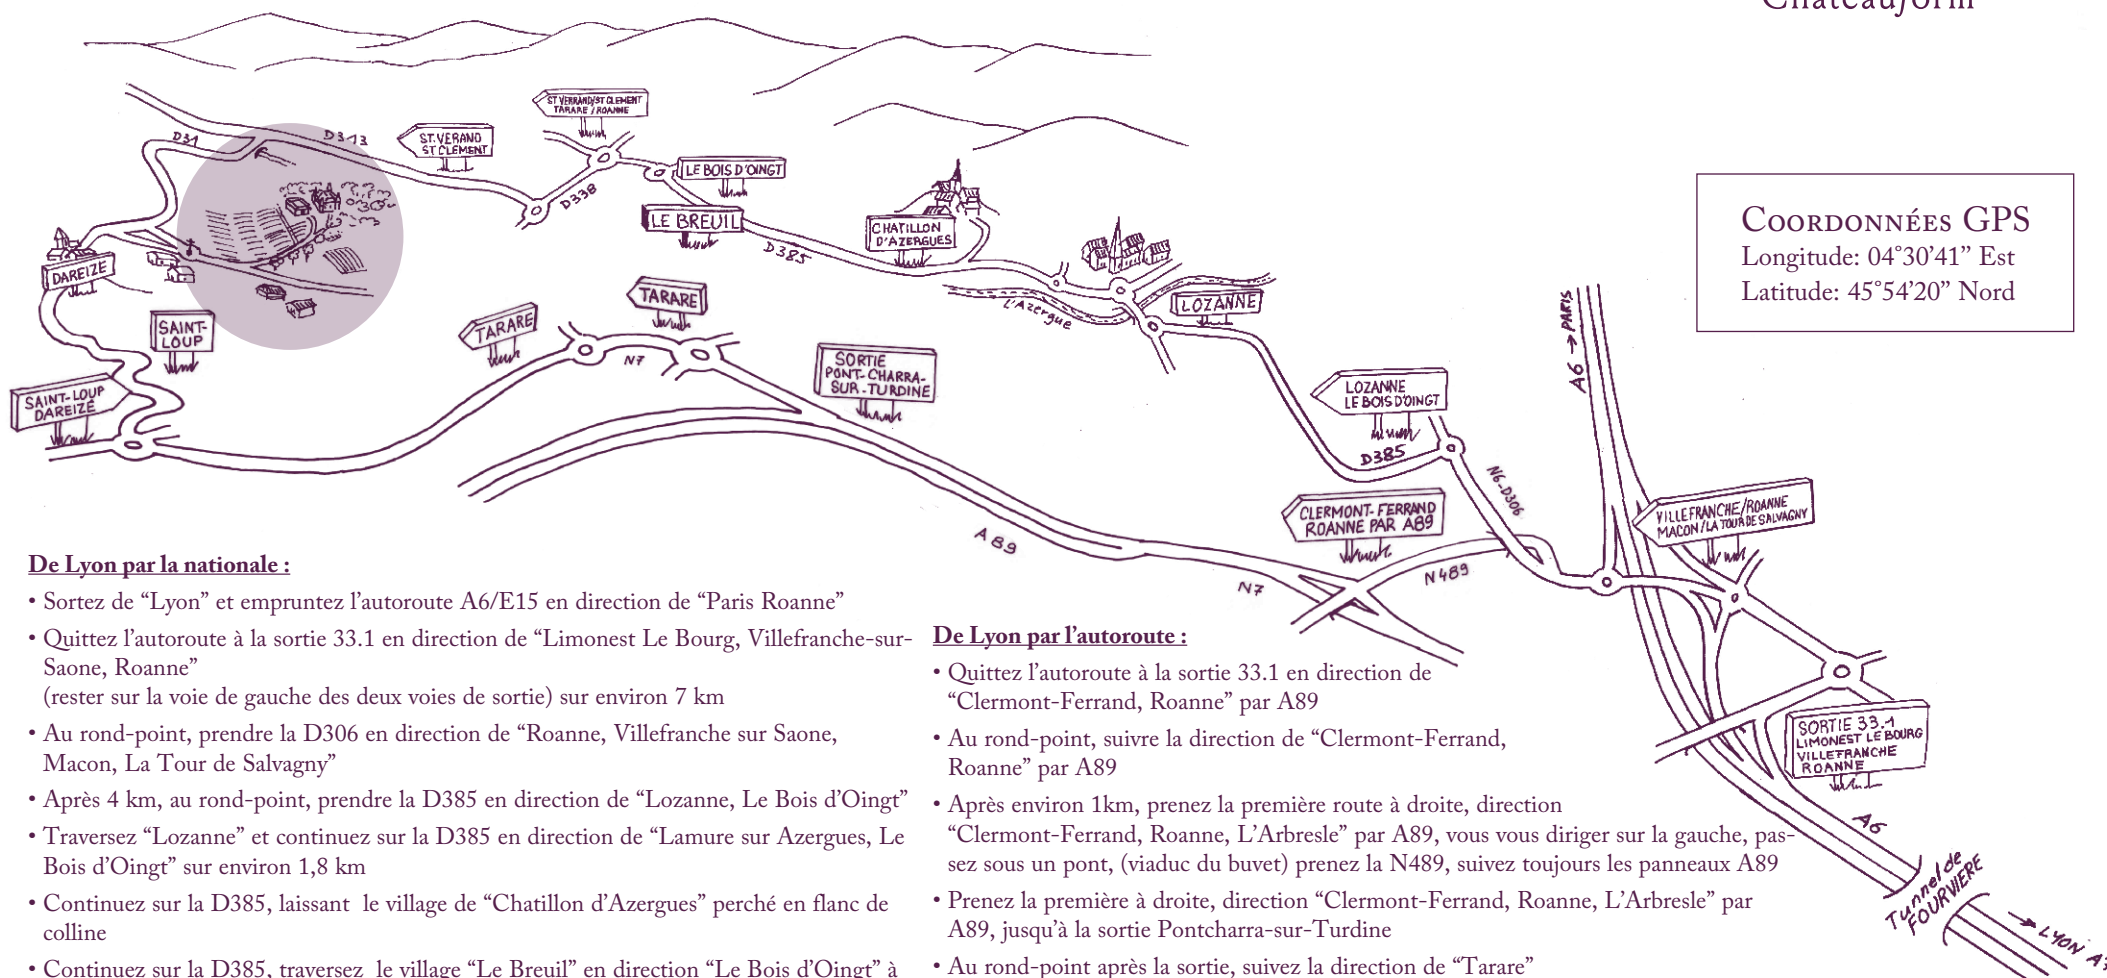 Chateauform
COORDONNÉES GPS
Longitude: 04°30'41” Est
Latitude: 45°54'20” Nord
ST VERRAND/ST CLEMENT
TARARE / ROANNE
D31
D313
ST. VERAND
ST CLEMENT
D338
LE BOIS D'OINGT
LE BREUIL
D385
CHATILLON
D'AZERGUES
L'Azergue
LOZANNE
DAREIZE
SAINT-
LOUP
SAINT-LOUP
DAREIZÉ
TARARE
TARARE
N7
SORTIE
PONT-CHARRA-
SUR-TURDINE
LOZANNE
LE BOIS D'OINGT
D385
N6-D306
A6 → PARIS
CLERMONT-FERRAND
ROANNE PAR A89
VILLEFRANCHE/ROANNE
MACON/LA TOUR DE SALVAGNY
A89
N7
N489
SORTIE 33.1
LIMONEST LE BOURG
VILLEFRANCHE
ROANNE
A6
Tunnel de
FOURVIERE
→ LYON
De Lyon par la nationale :
• Sortez de “Lyon” et empruntez l’autoroute A6/E15 en direction de “Paris Roanne”
• Quittez l’autoroute à la sortie 33.1 en direction de “Limonest Le Bourg, Villefranche-sur-
Saone, Roanne”
(rester sur la voie de gauche des deux voies de sortie) sur environ 7 km
• Au rond-point, prendre la D306 en direction de “Roanne, Villefranche sur Saone,
Macon, La Tour de Salvagny”
• Après 4 km, au rond-point, prendre la D385 en direction de “Lozanne, Le Bois d’Oingt”
• Traversez “Lozanne” et continuez sur la D385 en direction de “Lamure sur Azergues, Le
Bois d’Oingt” sur environ 1,8 km
• Continuez sur la D385, laissant le village de “Chatillon d’Azergues” perché en flanc de
colline
• Continuez sur la D385, traversez le village “Le Breuil” en direction “Le Bois d’Oingt” à
De Lyon par l’autoroute :
• Quittez l’autoroute à la sortie 33.1 en direction de
“Clermont-Ferrand, Roanne” par A89
• Au rond-point, suivre la direction de “Clermont-Ferrand,
Roanne” par A89
• Après environ 1km, prenez la première route à droite, direction
“Clermont-Ferrand, Roanne, L’Arbresle” par A89, vous vous diriger sur la gauche, pas-
sez sous un pont, (viaduc du buvet) prenez la N489, suivez toujours les panneaux A89
• Prenez la première à droite, direction “Clermont-Ferrand, Roanne, L’Arbresle” par
A89, jusqu’à la sortie Pontcharra-sur-Turdine
• Au rond-point après la sortie, suivez la direction de “Tarare”